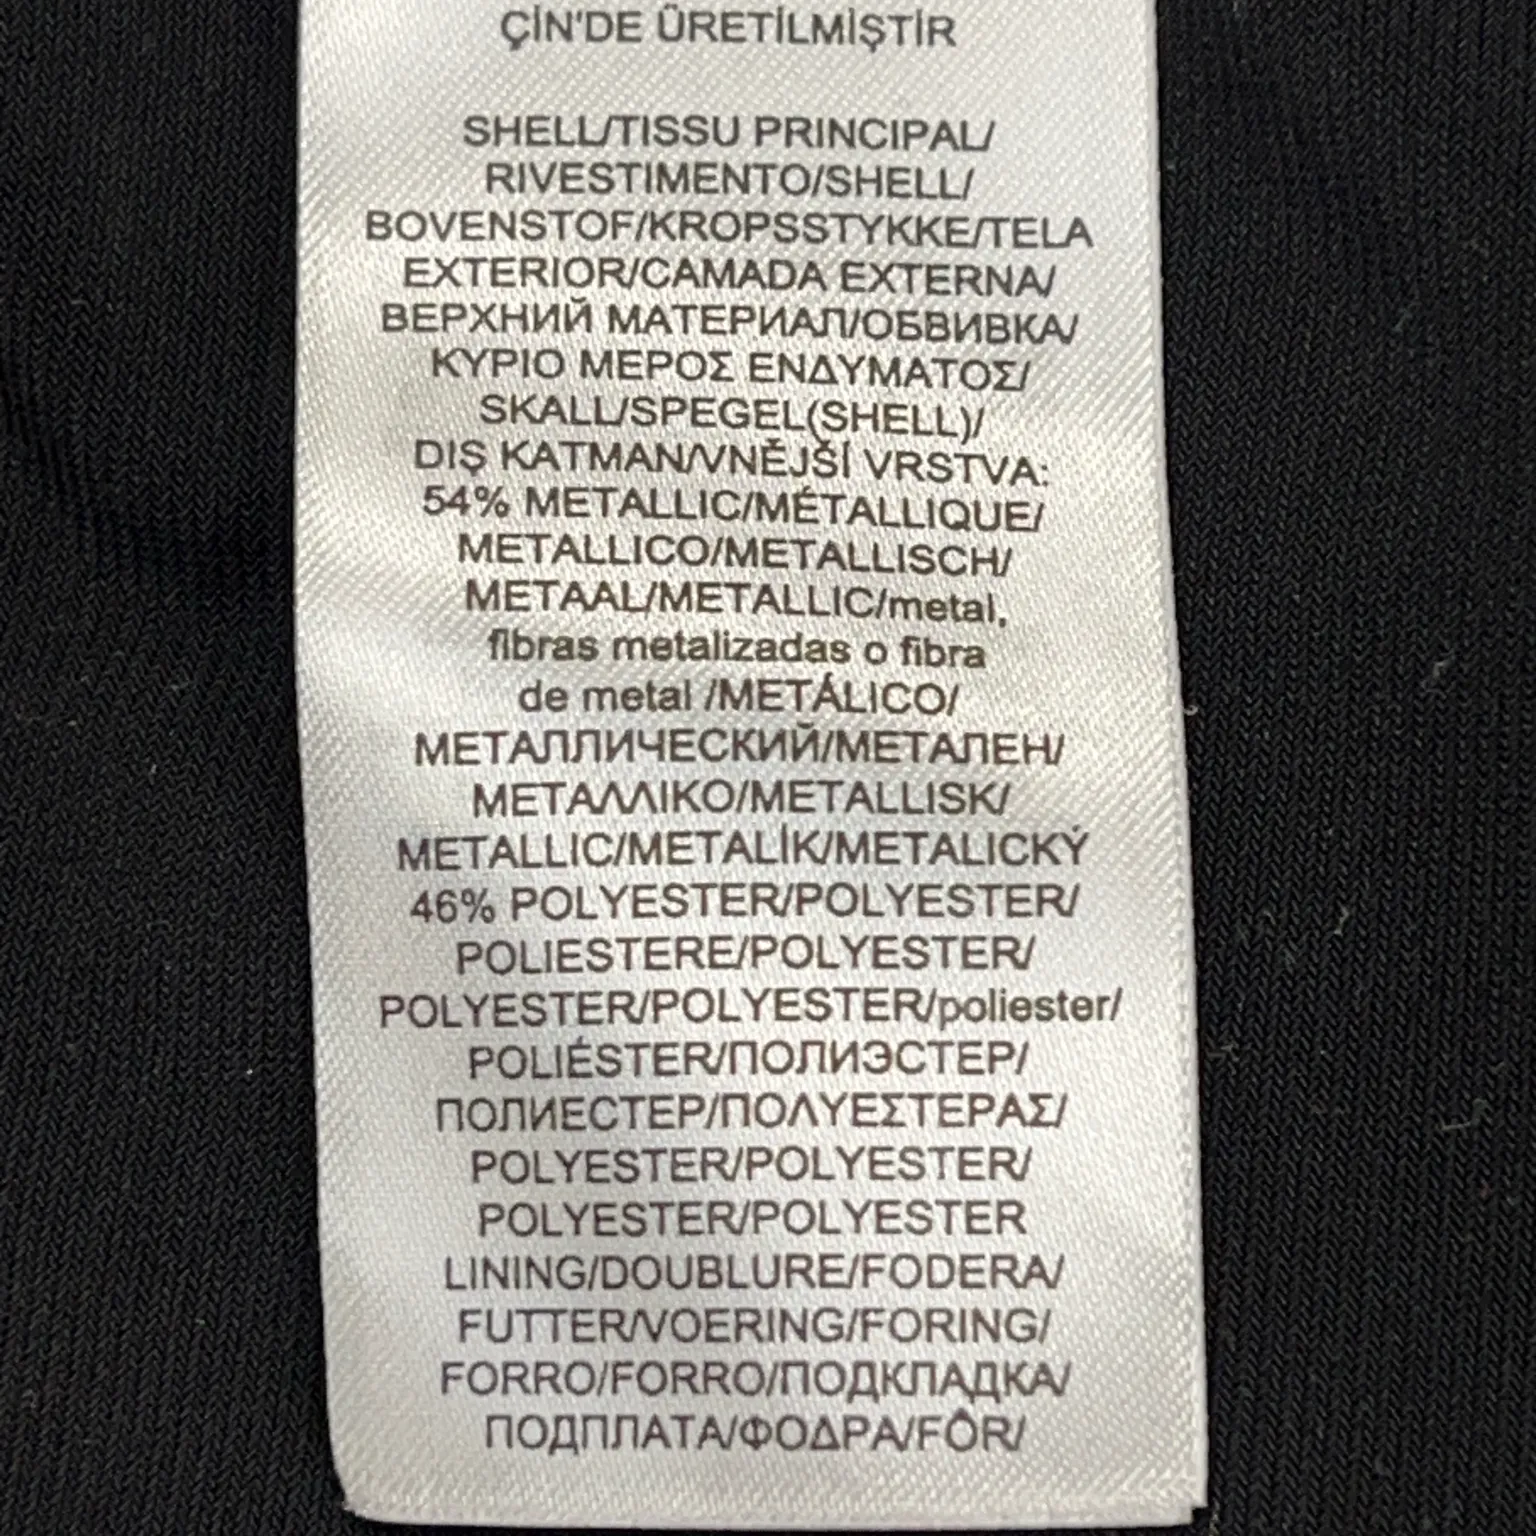 ÇİN'DE ÜRETİLMİŞTİR
SHELL/TISSU PRINCIPAL/
RIVESTIMENTO/SHELL/
BOVENSTOF/KROPSSTYKKE/TELA
EXTERIOR/CAMADA EXTERNA/
ВЕРХНИЙ МАТЕРИАЛ/ОБВИВКА/
ΚΥΡΙΟ ΜΕΡΟΣ ΕΝΔΥΜΑΤΟΣ/
SKALL/SPEGEL(SHELL)/
DIŞ KATMAN/VNĚJŠÍ VRSTVA:
54% METALLIC/MÉTALLIQUE/
METALLICO/METALLISCH/
METAAL/METALLIC/metal,
fibras metalizadas o fibra
de metal /METÁLICO/
МЕТАЛЛИЧЕСКИЙ/МЕТАЛЕН/
ΜΕΤΑΛΛΙΚΟ/METALLISK/
METALLIC/METALİK/METALICKÝ
46% POLYESTER/POLYESTER/
POLIESTERE/POLYESTER/
POLYESTER/POLYESTER/poliester/
POLIÉSTER/ПОЛИЭСТЕР/
ПОЛИЕСТЕР/ΠΟΛΥΕΣΤΕΡΑΣ/
POLYESTER/POLYESTER/
POLYESTER/POLYESTER
LINING/DOUBLURE/FODERA/
FUTTER/VOERING/FORING/
FORRO/FORRO/ПОДКЛАДКА/
ПОДПЛАТА/ΦΟΔΡΑ/FÔR/